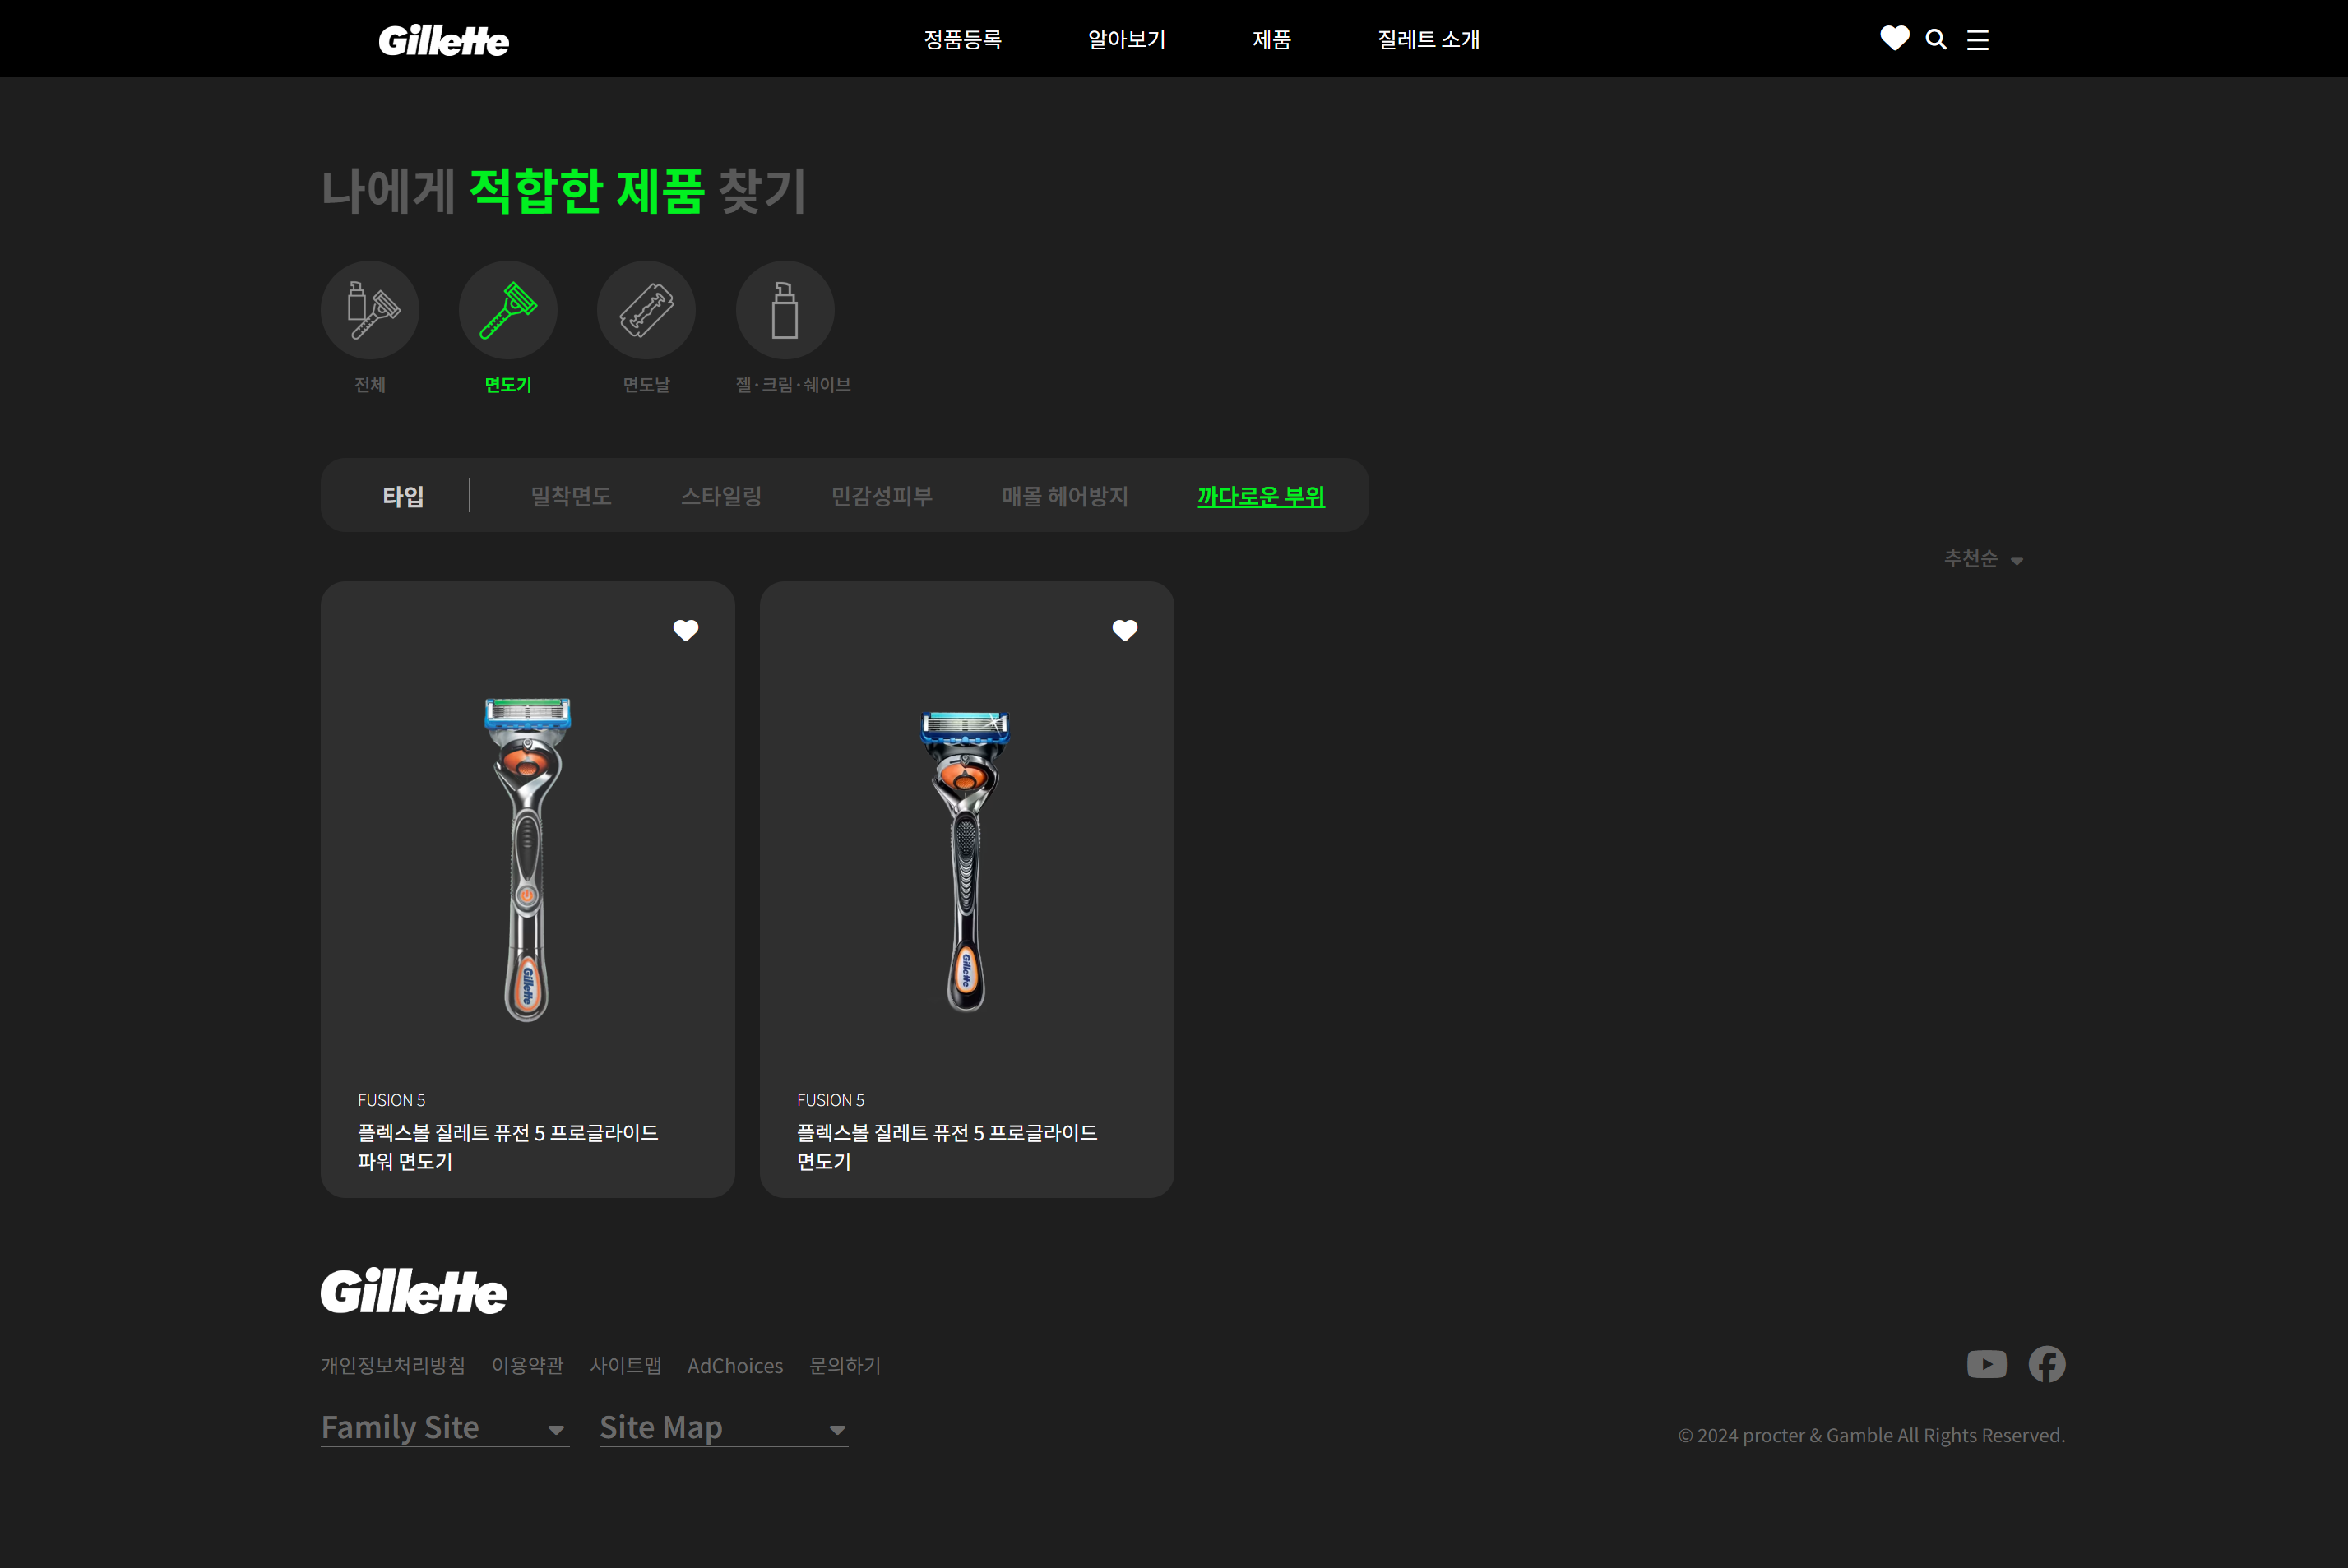 Gillette
정품등록 알아보기 제품 질레트 소개
나에게 적합한 제품 찾기
전체 면도기 면도날 젤·크림·쉐이브
타입 밀착면도 스타일링 민감성피부 매몰 헤어방지 까다로운 부위
추천순
Gillette
Gillette
FUSION 5
플렉스볼 질레트 퓨전 5 프로글라이드
파워 면도기
FUSION 5
플렉스볼 질레트 퓨전 5 프로글라이드
면도기
Gillette
개인정보처리방침 이용약관 사이트맵 AdChoices 문의하기
Family Site Site Map
© 2024 procter & Gamble All Rights Reserved.